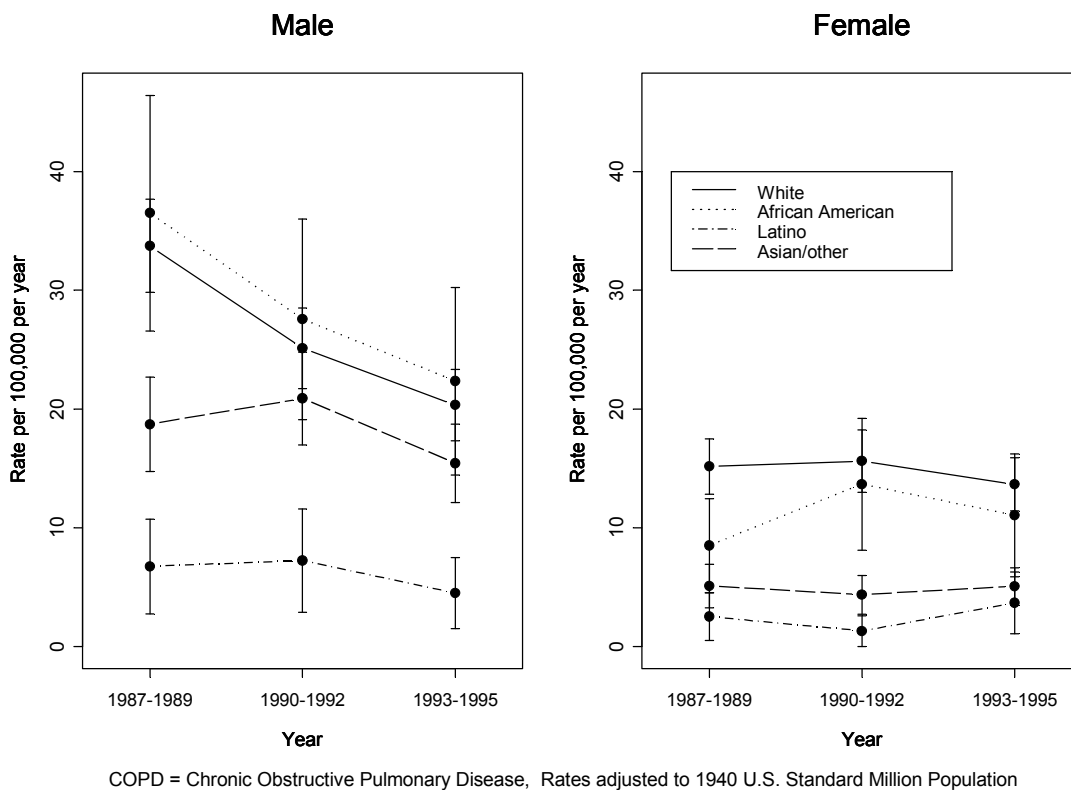 Male
Female
Rate per 100,000 per year
40
30
20
10
0
1987-1989
1990-1992
1993-1995
Year
Rate per 100,000 per year
40
30
20
10
0
White
African American
Latino
Asian/other
1987-1989
1990-1992
1993-1995
Year
COPD = Chronic Obstructive Pulmonary Disease, Rates adjusted to 1940 U.S. Standard Million Population